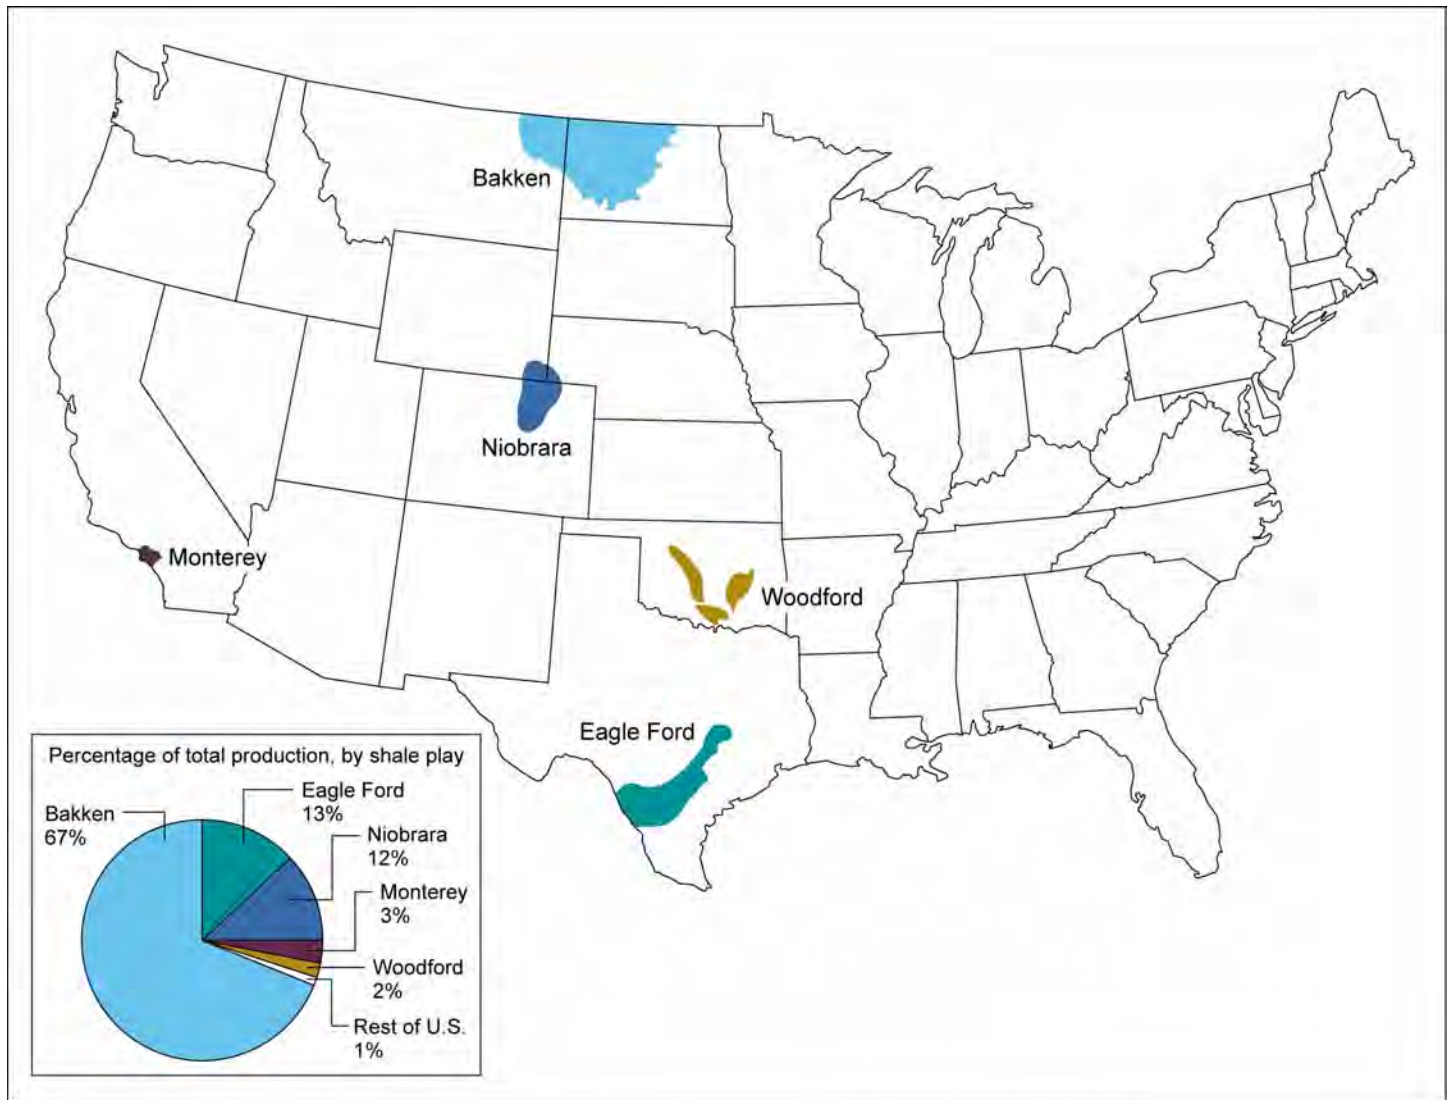 Bakken
Niobrara
Monterey
Woodford
Eagle Ford
Percentage of total production, by shale play
Eagle Ford
13%
Bakken
67%
Niobrara
12%
Monterey
3%
Woodford
2%
Rest of U.S.
1%